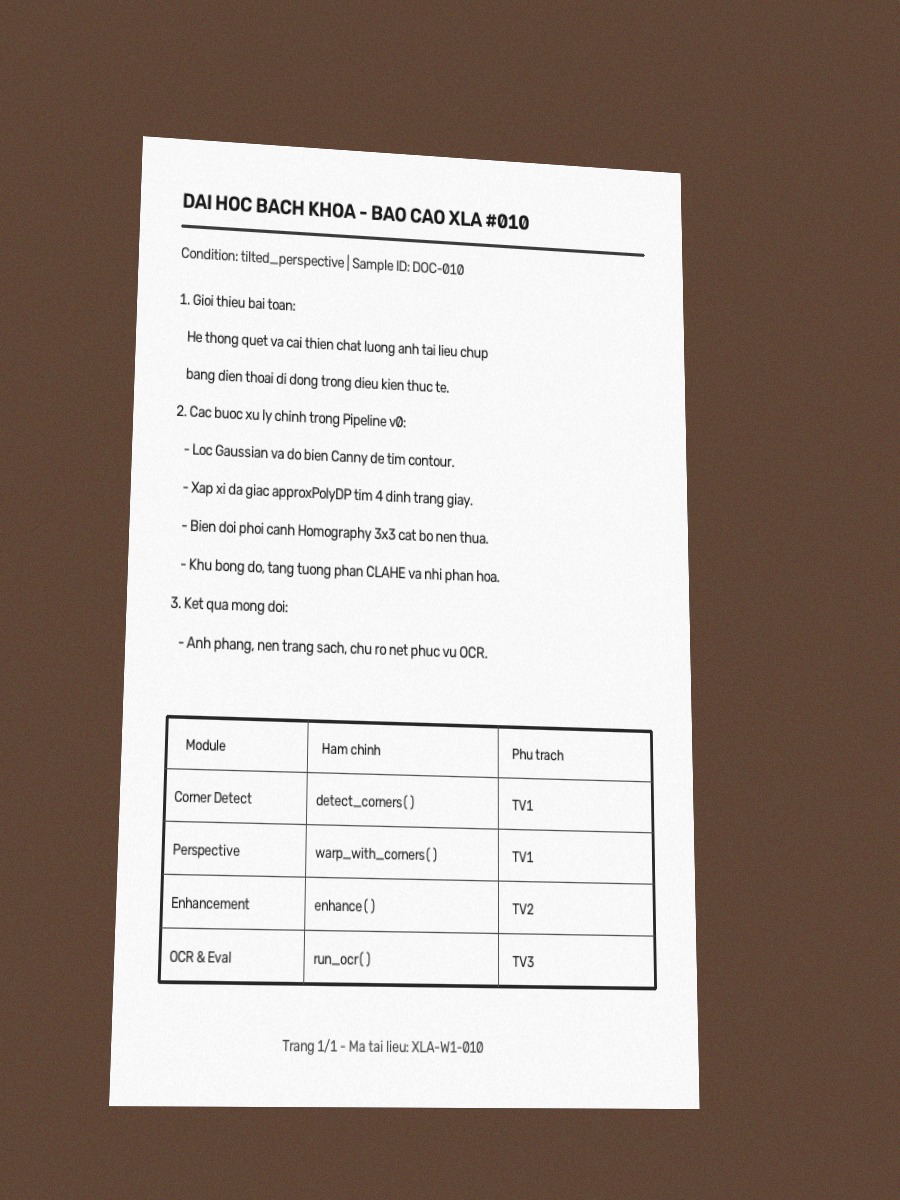 DAI HOC BACH KHOA - BAO CAO XLA #010
Condition: tilted_perspective | Sample ID: DOC-010
1. Gioi thieu bai toan:
He thong quet va cai thien chat luong anh tai lieu chup
bang dien thoai di dong trong dieu kien thuc te.
2. Cac buoc xu ly chinh trong Pipeline v0:
- Loc Gaussian va do bien Canny de tim contour.
- Xap xi da giac approxPolyDP tim 4 dinh trang giay.
- Bien doi phoi canh Homography 3x3 cat bo nen thua.
- Khu bong do, tang tuong phan CLAHE va nhi phan hoa.
3. Ket qua mong doi:
- Anh phang, nen trang sach, chu ro net phuc vu OCR.
Module Ham chinh Phu trach
Corner Detect detect_corners() TV1
Perspective warp_with_corners() TV1
Enhancement enhance() TV2
OCR & Eval run_ocr() TV3
Trang 1/1 - Ma tai lieu: XLA-W1-010